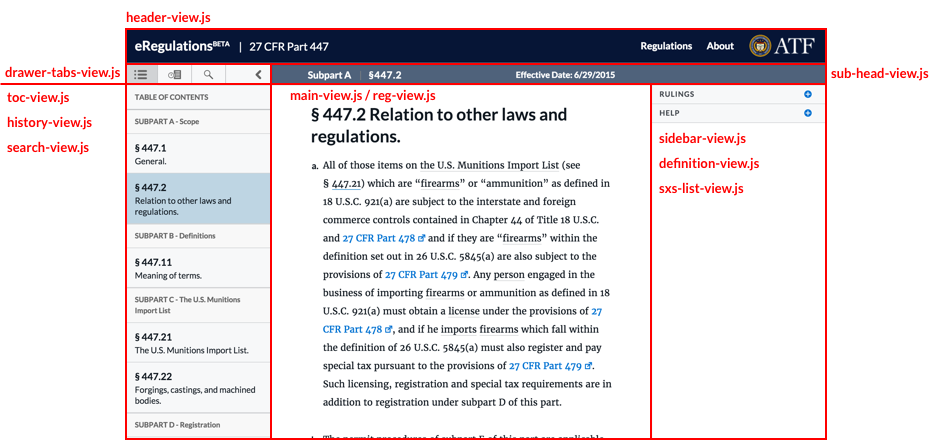 header-view.js
eRegulationsBETA | 27 CFR Part 447
Regulations About ATF
drawer-tabs-view.js
Subpart A | §447.2 Effective Date: 6/29/2015
sub-head-view.js
toc-view.js
history-view.js
search-view.js
TABLE OF CONTENTS
SUBPART A - Scope
§ 447.1
General.
§ 447.2
Relation to other laws and
regulations.
SUBPART B - Definitions
§ 447.11
Meaning of terms.
SUBPART C - The U.S. Munitions
Import List
§ 447.21
The U.S. Munitions Import List.
§ 447.22
Forgings, castings, and machined
bodies.
SUBPART D - Registration
main-view.js / reg-view.js
§ 447.2 Relation to other laws and
regulations.
a. All of those items on the U.S. Munitions Import List (see
§ 447.21) which are “firearms” or “ammunition” as defined in
18 U.S.C. 921(a) are subject to the interstate and foreign
commerce controls contained in Chapter 44 of Title 18 U.S.C.
and 27 CFR Part 478 and if they are “firearms” within the
definition set out in 26 U.S.C. 5845(a) are also subject to the
provisions of 27 CFR Part 479. Any person engaged in the
business of importing firearms or ammunition as defined in 18
U.S.C. 921(a) must obtain a license under the provisions of 27
CFR Part 478, and if he imports firearms which fall within
the definition of 26 U.S.C. 5845(a) must also register and pay
special tax pursuant to the provisions of 27 CFR Part 479.
Such licensing, registration and special tax requirements are in
addition to registration under subpart D of this part.
b. The permit procedures of subpart E of this part are applicable
RULINGS
HELP
sidebar-view.js
definition-view.js
sxs-list-view.js